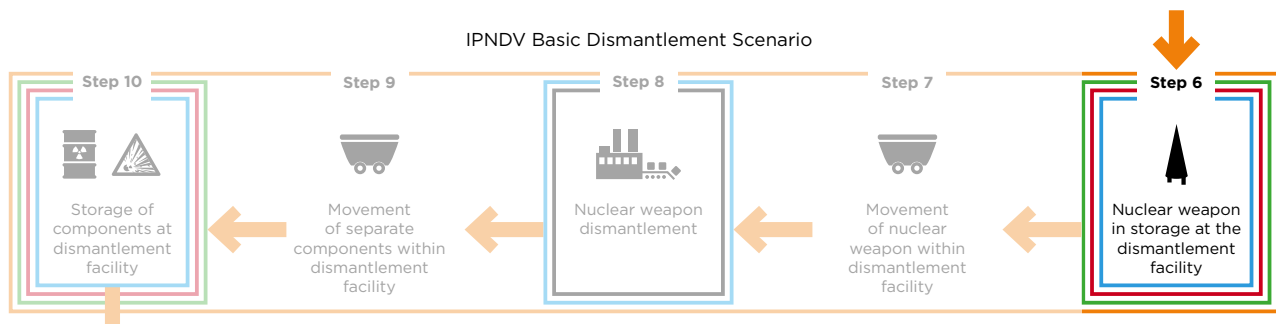 IPNDV Basic Dismantlement Scenario
Step 10
Step 9
Step 8
Step 7
Step 6
Storage of
components at
dismantlement
facility
Movement
of separate
components within
dismantlement
facility
Nuclear weapon
dismantlement
Movement
of nuclear
weapon within
dismantlement
facility
Nuclear weapon
in storage at the
dismantlement
facility